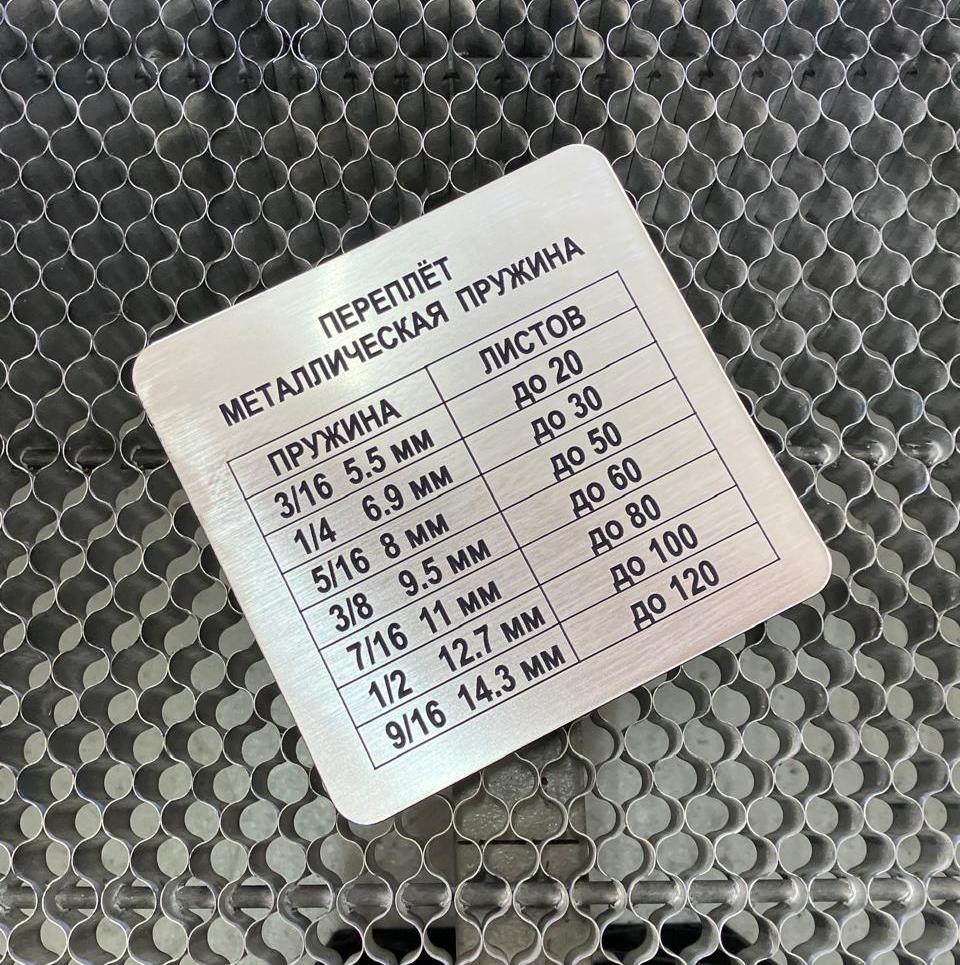 ПЕРЕПЛЁТ
МЕТАЛЛИЧЕСКАЯ ПРУЖИНА
ПРУЖИНА ЛИСТОВ
3/16 5.5 мм до 20
1/4 6.9 мм до 30
5/16 8 мм до 50
3/8 9.5 мм до 60
7/16 11 мм до 80
1/2 12.7 мм до 100
9/16 14.3 мм до 120